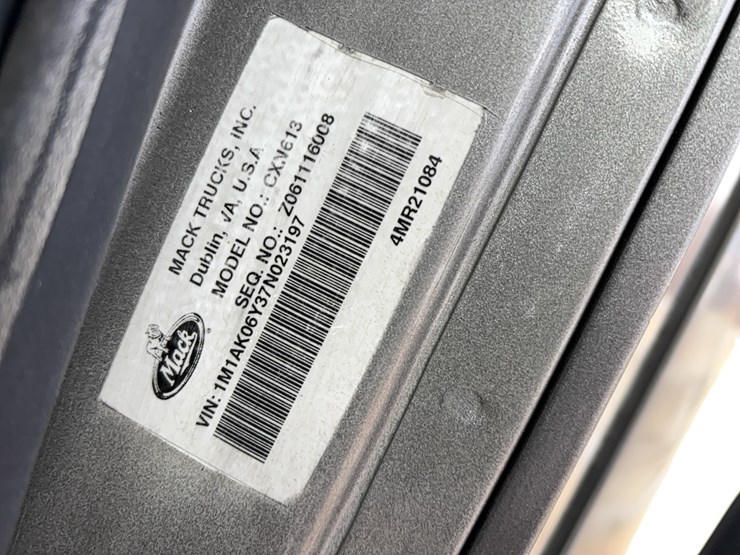 Mack
MACK TRUCKS, INC.
Dublin, VA, U.S.A
MODEL NO.: CXN613
SEQ. NO.: Z061116008
VIN: 1M1AK06Y37N023197
4MR21084